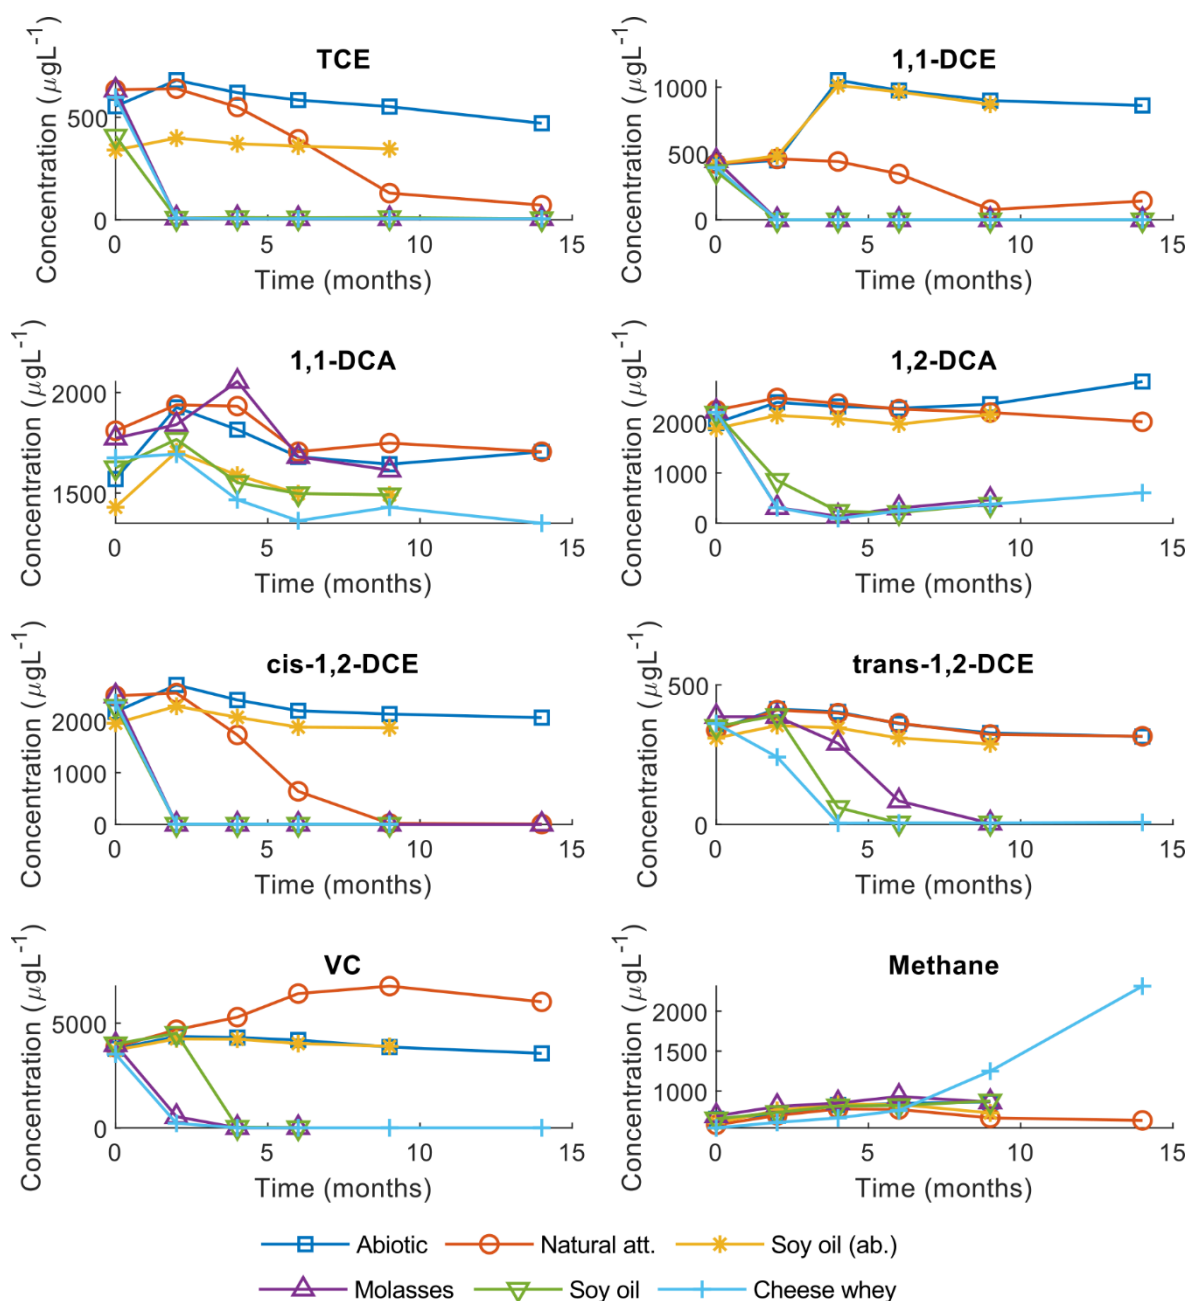 TCE
Concentration (μgL⁻¹)
500
0
0 5 10 15
Time (months)
1,1-DCE
Concentration (μgL⁻¹)
1000
500
0
0 5 10 15
Time (months)
1,1-DCA
Concentration (μgL⁻¹)
2000
1500
0 5 10 15
Time (months)
1,2-DCA
Concentration (μgL⁻¹)
2000
1000
0
0 5 10 15
Time (months)
cis-1,2-DCE
Concentration (μgL⁻¹)
2000
1000
0
0 5 10 15
Time (months)
trans-1,2-DCE
Concentration (μgL⁻¹)
500
0
0 5 10 15
Time (months)
VC
Concentration (μgL⁻¹)
5000
0
0 5 10 15
Time (months)
Methane
Concentration (μgL⁻¹)
2000
1500
1000
0 5 10 15
Time (months)
Abiotic Natural att. Soy oil (ab.)
Molasses Soy oil Cheese whey